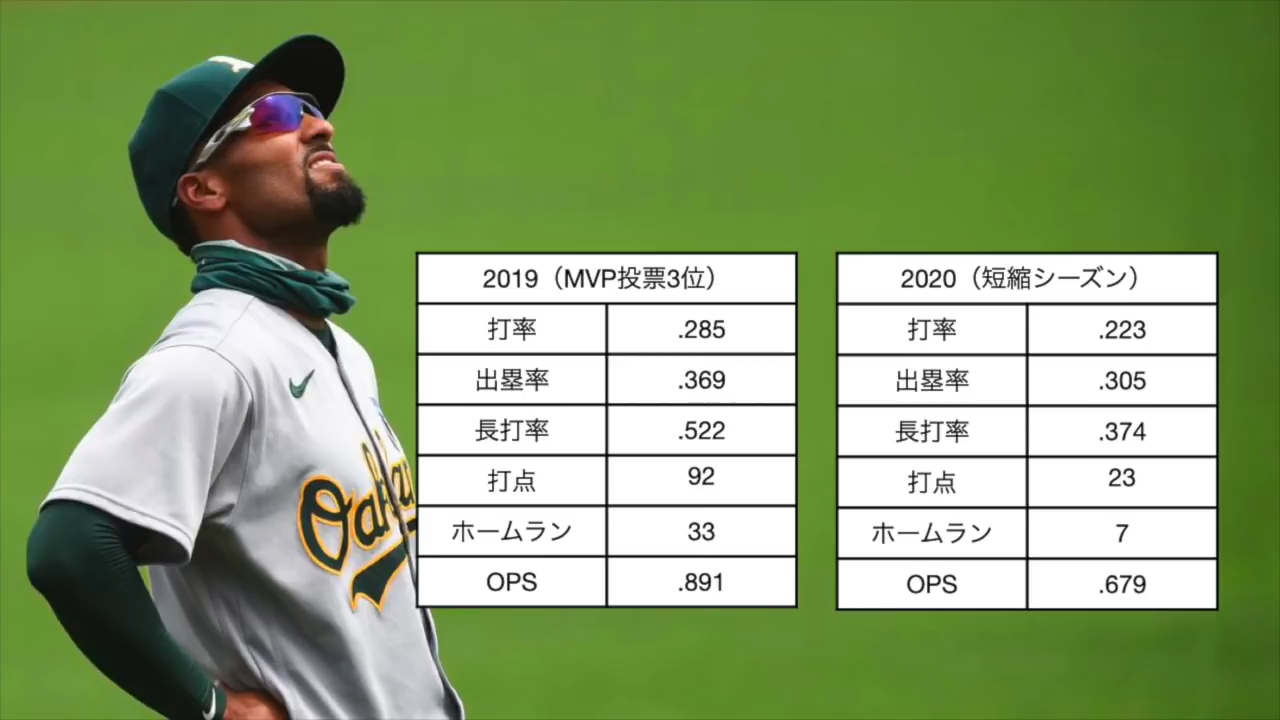 2019（MVP投票3位）
打率 .285
出塁率 .369
長打率 .522
打点 92
ホームラン 33
OPS .891
2020（短縮シーズン）
打率 .223
出塁率 .305
長打率 .374
打点 23
ホームラン 7
OPS .679